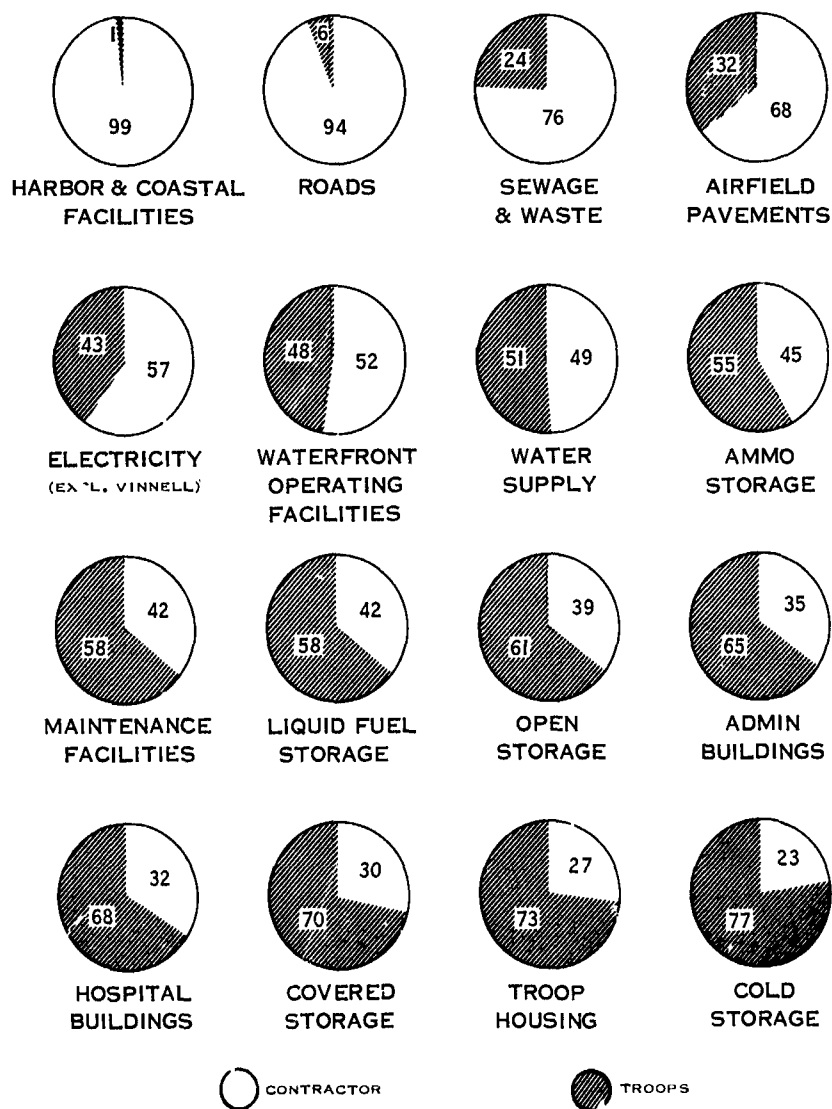 1
99
HARBOR & COASTAL
FACILITIES
6
94
ROADS
24
76
SEWAGE
& WASTE
32
68
AIRFIELD
PAVEMENTS
43
57
ELECTRICITY
VINNELL)
48
52
WATERFRONT
OPERATING
FACILITIES
51
49
WATER
SUPPLY
55
45
AMMO
STORAGE
42
58
MAINTENANCE
FACILITIES
42
58
LIQUID FUEL
STORAGE
39
61
OPEN
STORAGE
35
65
ADMIN
BUILDINGS
32
68
HOSPITAL
BUILDINGS
30
70
COVERED
STORAGE
27
73
TROOP
HOUSING
23
77
COLD
STORAGE
CONTRACTOR
TROOPS